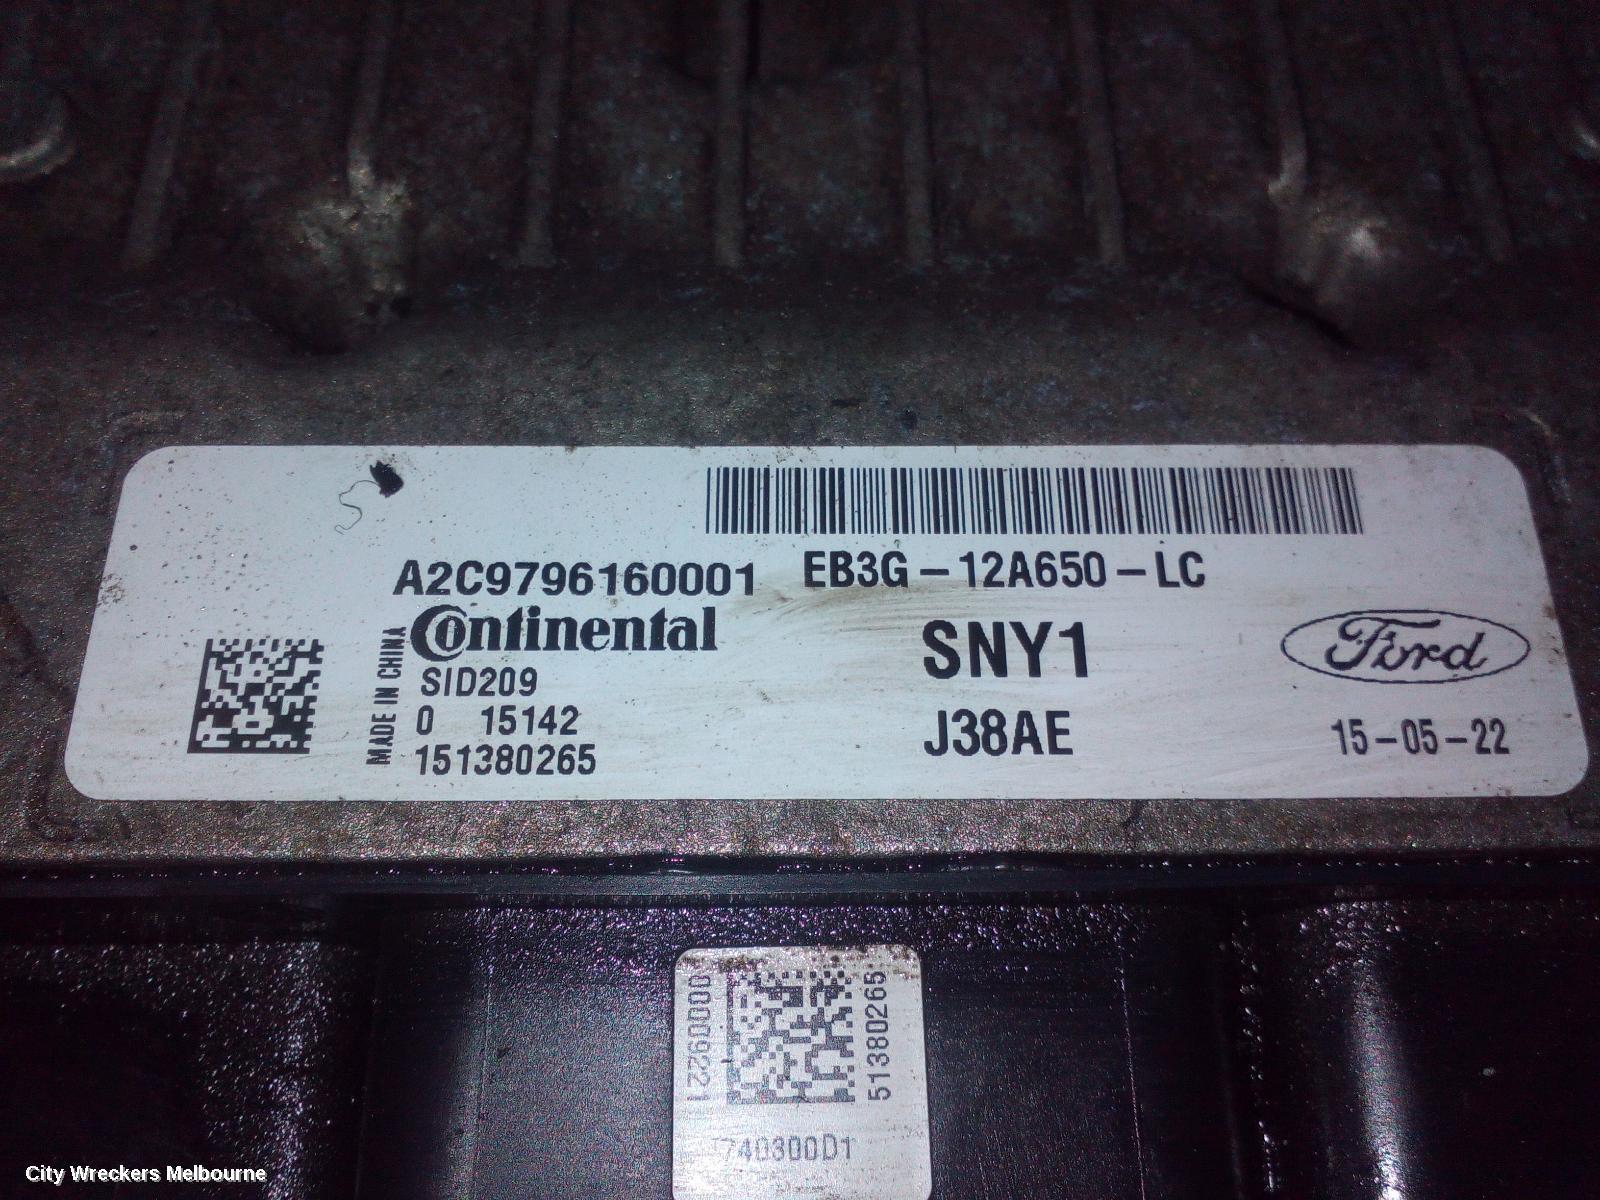 A2C9796160001
EB3G-12A650-LC
Continental
MADE IN CHINA
SID209
0 15142
151380265
SNY1
J38AE
Ford
15-05-22
00009221
51380265
740300D1
City Wreckers Melbourne